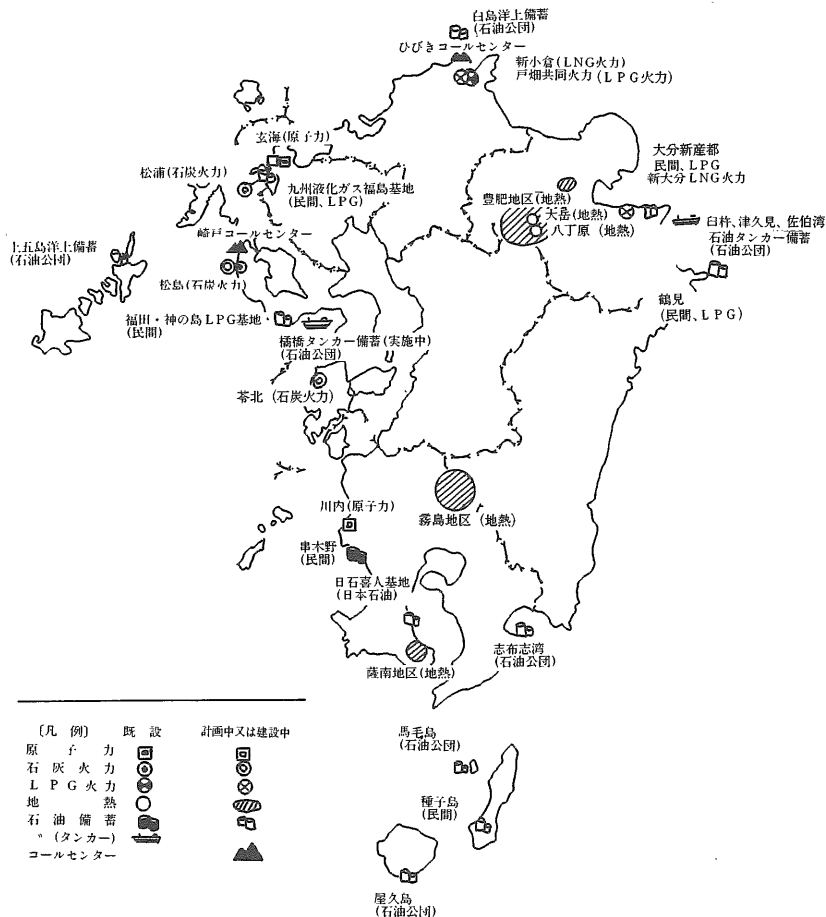 白島洋上備蓄
(石油公団)
ひびきコールセンター
新小倉(LNG火力)
戸畑共同火力(LPG火力)
玄海(原子力)
松浦(石炭火力)
九州液化ガス福島基地
(民間、LPG)
大分新産都
民間、LPG
新大分LNG火力
豊肥地区(地熱)
大岳(地熱)
八丁原(地熱)
臼杵、津久見、佐伯湾
石油タンカー備蓄
(石油公団)
崎戸コールセンター
上五島洋上備蓄
(石油公団)
松島(石炭火力)
鶴見
(民間、LPG)
福田・神の島LPG基地
(民間)
橘橋タンカー備蓄(実施中)
(石油公団)
苓北(石炭火力)
川内(原子力)
霧島地区(地熱)
串木野
(民間)
日石喜入基地
(日本石油)
志布志湾
(石油公団)
薩南地区(地熱)
〔凡例〕 既設 計画中又は建設中
原子力
石灰火力
LPG火力
地熱
石油備蓄
〃(タンカー)
コールセンター
馬毛島
(石油公団)
種子島
(民間)
屋久島
(石油公団)